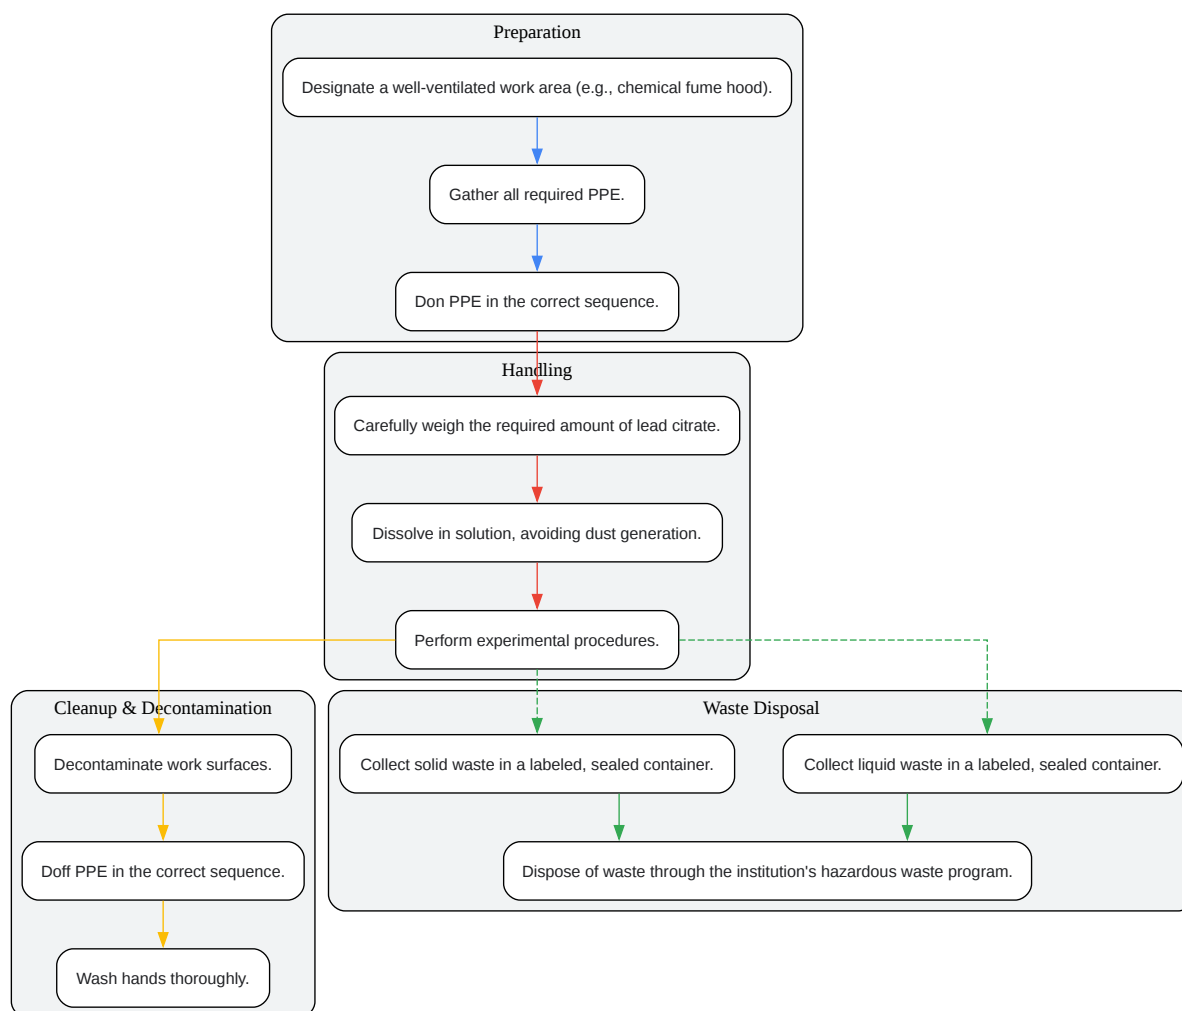 Preparation
Designate a well-ventilated work area (e.g., chemical fume hood).
Gather all required PPE.
Don PPE in the correct sequence.
Handling
Carefully weigh the required amount of lead citrate.
Dissolve in solution, avoiding dust generation.
Perform experimental procedures.
Cleanup & Decontamination
Decontaminate work surfaces.
Doff PPE in the correct sequence.
Wash hands thoroughly.
Waste Disposal
Collect solid waste in a labeled, sealed container.
Collect liquid waste in a labeled, sealed container.
Dispose of waste through the institution's hazardous waste program.